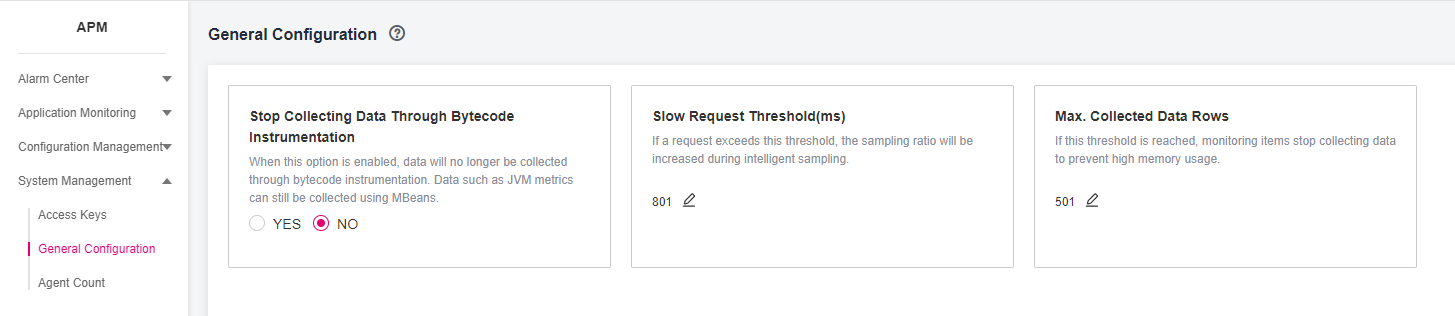 APM
Alarm Center
Application Monitoring
Configuration Management
System Management
Access Keys
General Configuration
Agent Count
General Configuration
Stop Collecting Data Through Bytecode
Instrumentation
When this option is enabled, data will no longer be collected
through bytecode instrumentation. Data such as JVM metrics
can still be collected using MBeans.
YES NO
Slow Request Threshold(ms)
If a request exceeds this threshold, the sampling ratio will be
increased during intelligent sampling.
801
Max. Collected Data Rows
If this threshold is reached, monitoring items stop collecting data
to prevent high memory usage.
501